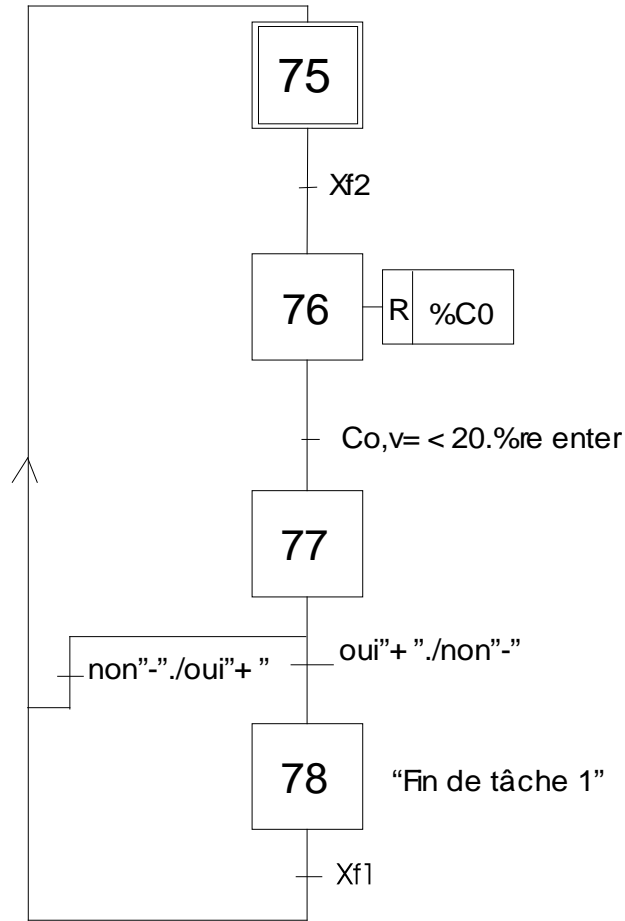 75
Xf2
76
R %C0
Co,v= < 20.%re enter
77
non”-”./oui”+ ”
oui”+ ”./non”-”
78
“Fin de tâche 1”
Xf1